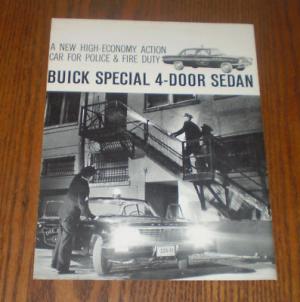 A NEW HIGH-ECONOMY ACTION
CAR FOR POLICE & FIRE DUTY
BUICK SPECIAL 4-DOOR SEDAN